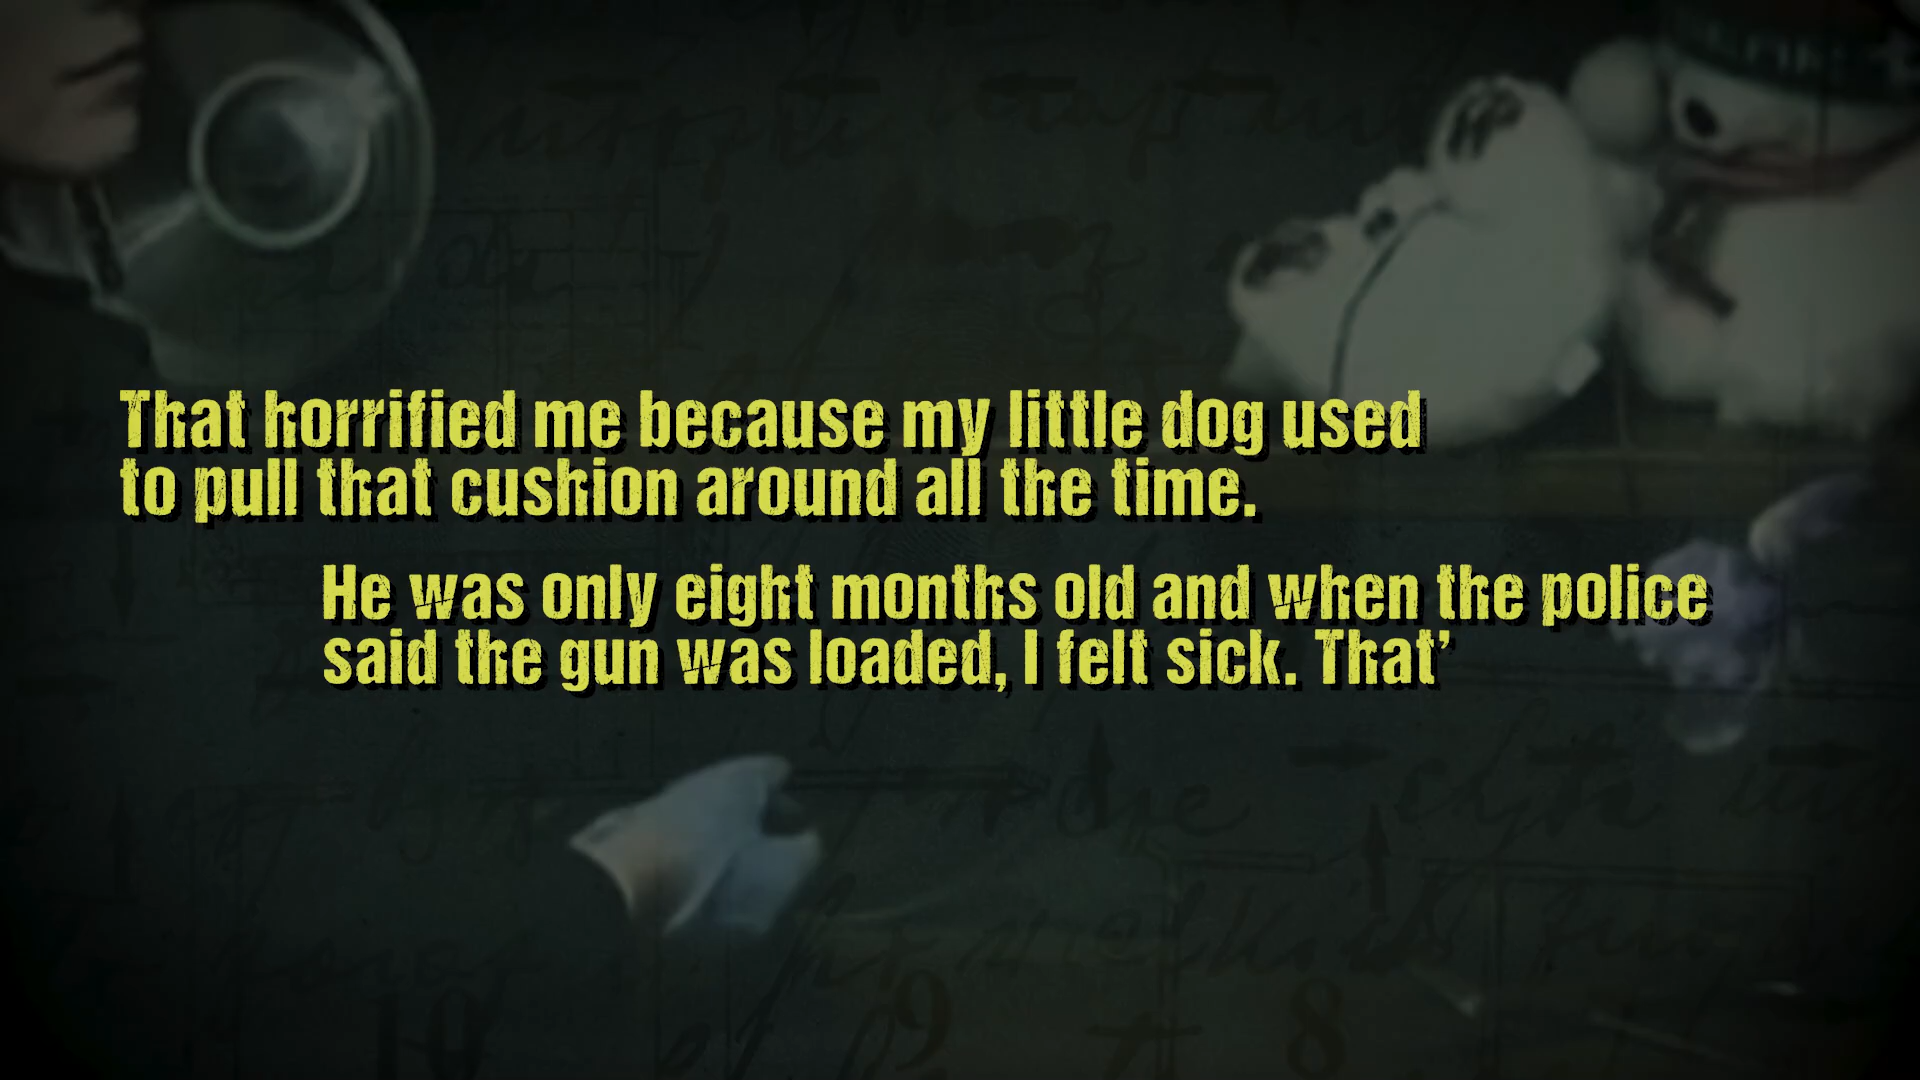 That horrified me because my little dog used
to pull that cushion around all the time.
He was only eight months old and when the police
said the gun was loaded, I felt sick. That’